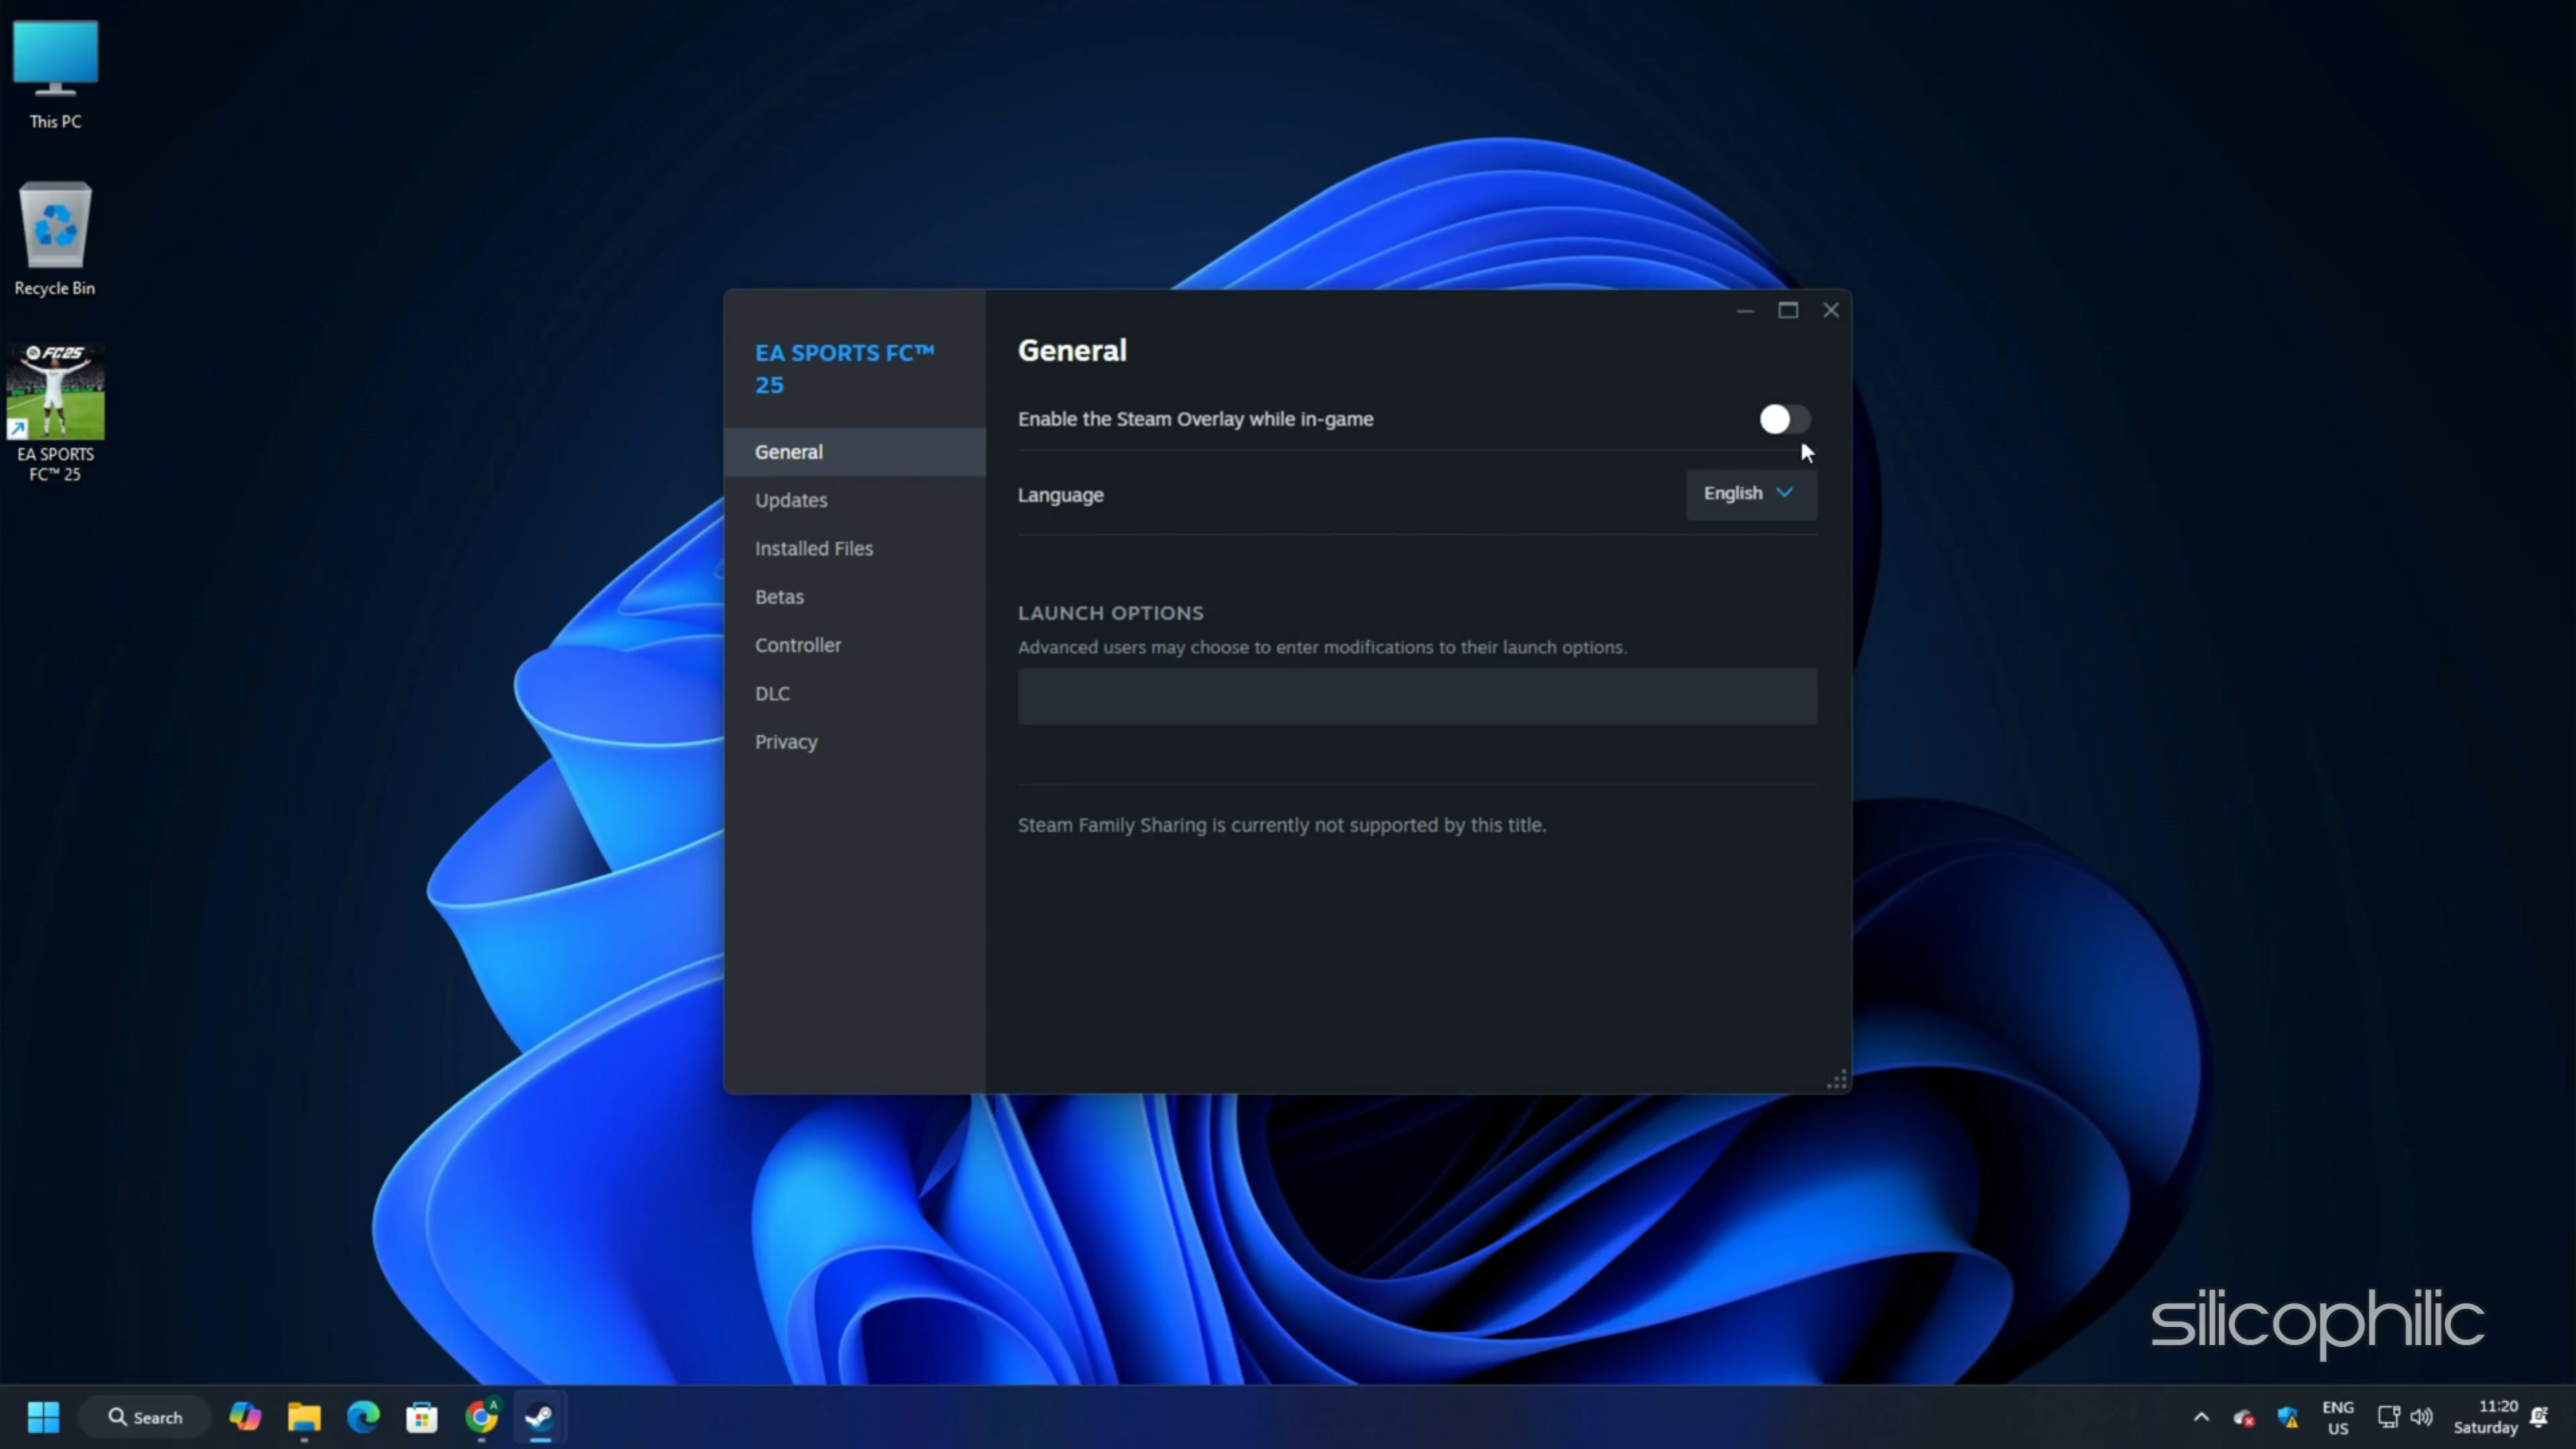 This PC
Recycle Bin
FC25
EA SPORTS
FC™ 25
EA SPORTS FC™
25
General
Updates
Installed Files
Betas
Controller
DLC
Privacy
General
Enable the Steam Overlay while in-game
Language
English
LAUNCH OPTIONS
Advanced users may choose to enter modifications to their launch options.
Steam Family Sharing is currently not supported by this title.
silicophilic
Search
A
ENG
US
11:20
Saturday